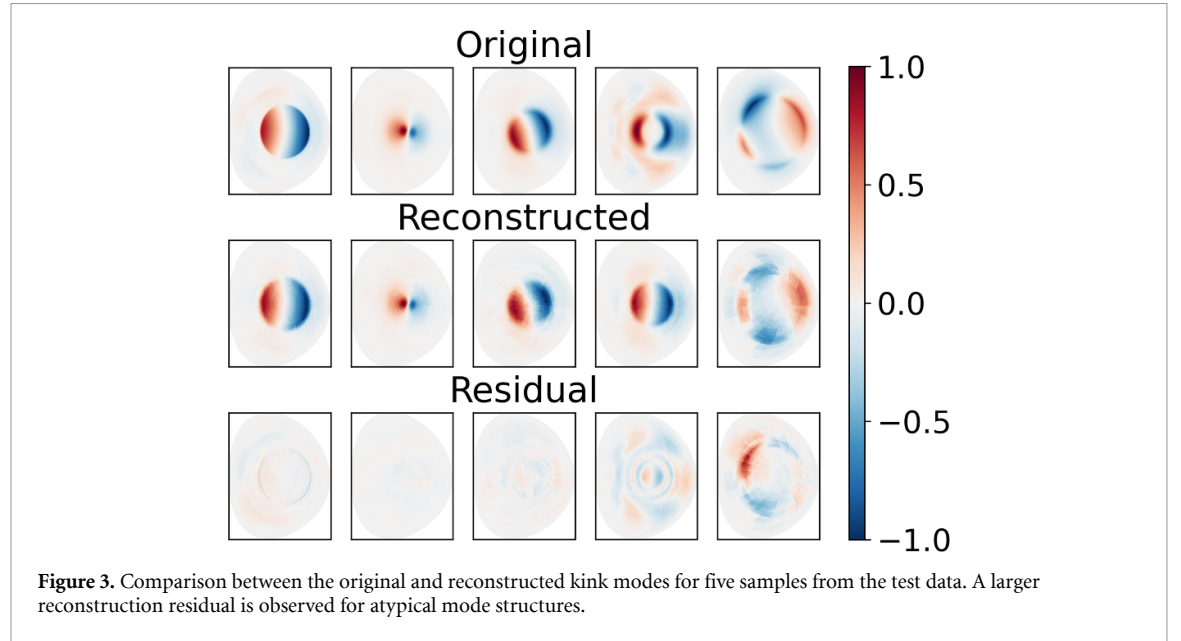 Original
1.0
0.5
Reconstructed
0.0
Residual
−0.5
−1.0
Figure 3. Comparison between the original and reconstructed kink modes for five samples from the test data. A larger
reconstruction residual is observed for atypical mode structures.